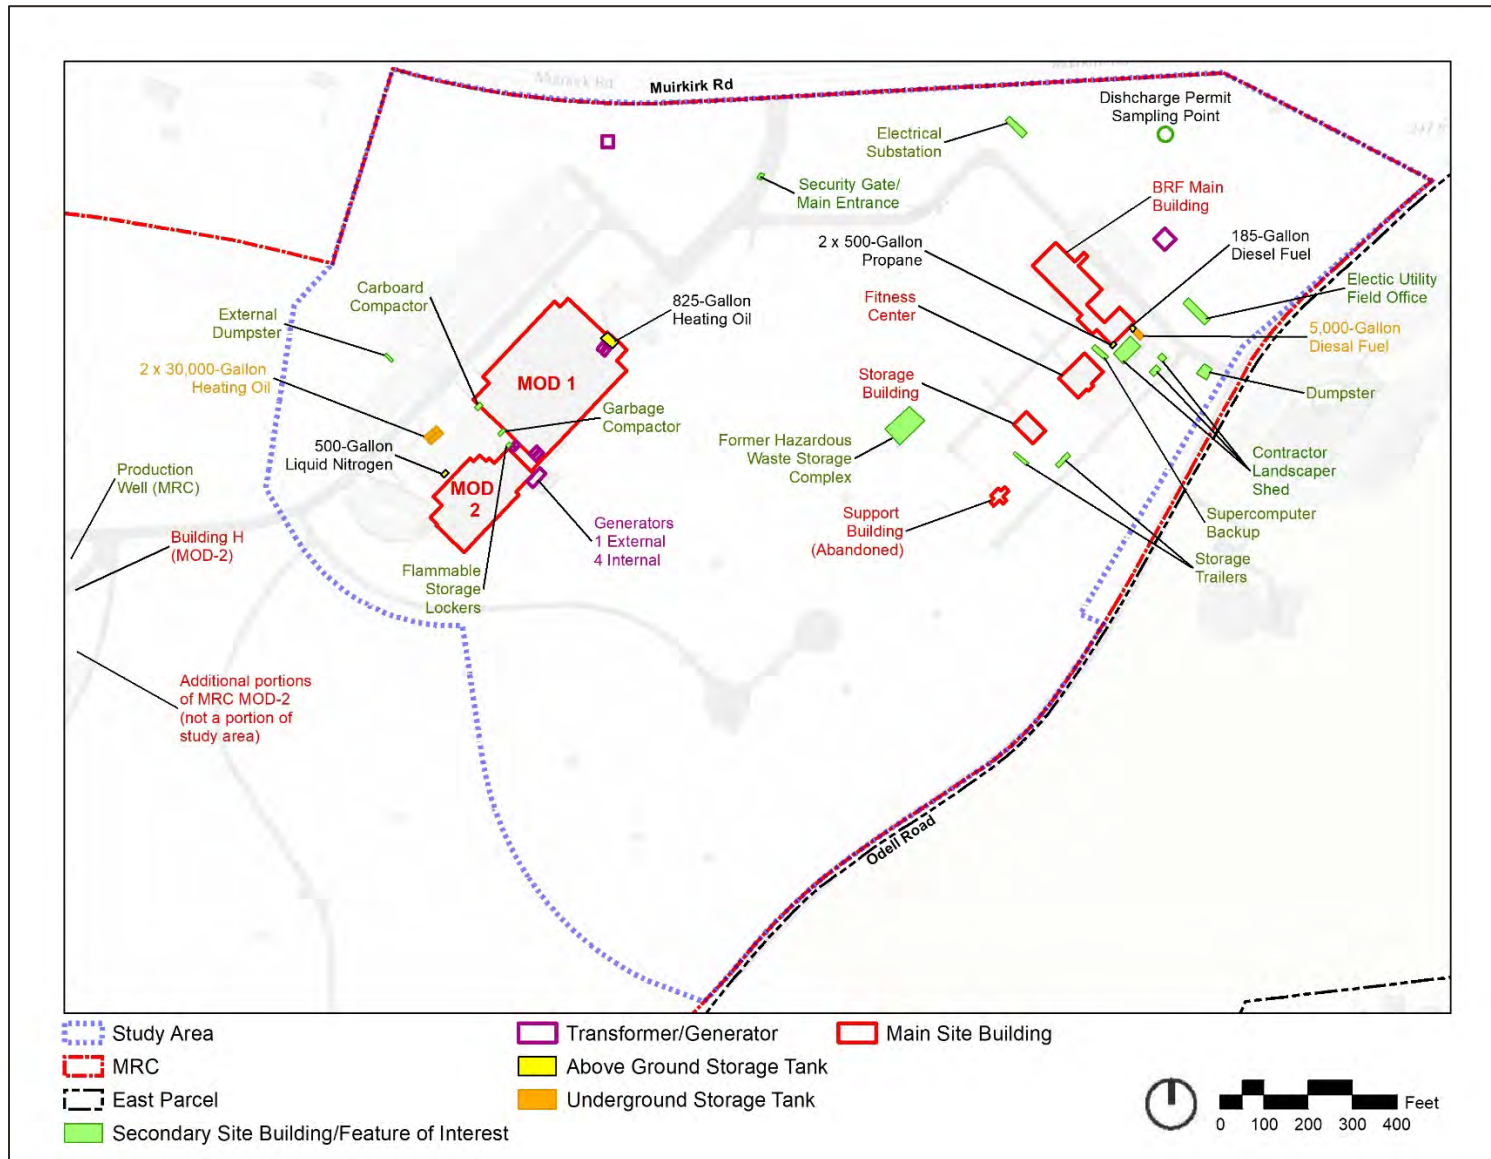 Muirkirk Rd
Muirkirk Rd
Dishcharge Permit
Sampling Point
Electrical
Substation
Security Gate/
Main Entrance
BRF Main
Building
2 x 500-Gallon
Propane
185-Gallon
Diesel Fuel
Electic Utility
Field Office
Carboard
Compactor
825-Gallon
Heating Oil
Fitness
Center
External
Dumpster
5,000-Gallon
Diesal Fuel
2 x 30,000-Gallon
Heating Oil
MOD 1
Storage
Building
Dumpster
Garbage
Compactor
500-Gallon
Liquid Nitrogen
Former Hazardous
Waste Storage
Complex
Contractor
Landscaper
Shed
Production
Well (MRC)
MOD
2
Building H
(MOD-2)
Generators
1 External
4 Internal
Support
Building
(Abandoned)
Supercomputer
Backup
Flammable
Storage
Lockers
Storage
Trailers
Additional portions
of MRC MOD-2
(not a portion of
study area)
Odell Road
Study Area
MRC
East Parcel
Secondary Site Building/Feature of Interest
Transformer/Generator
Above Ground Storage Tank
Underground Storage Tank
Main Site Building
Feet
0 100 200 300 400